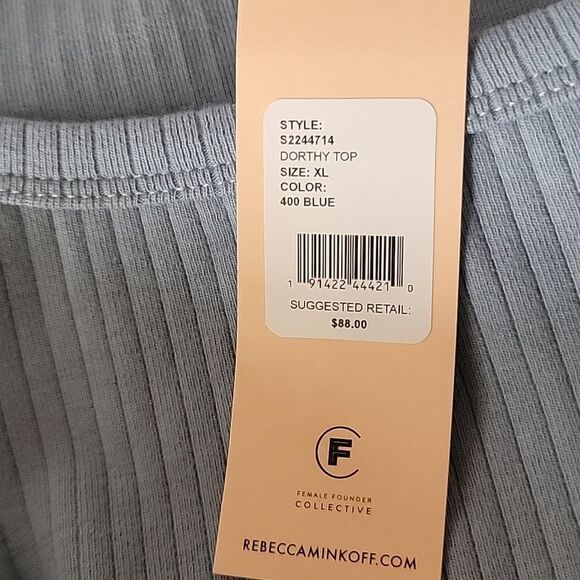 STYLE:
S2244714
DORTHY TOP
SIZE: XL
COLOR:
400 BLUE
1 91422 44421 0
SUGGESTED RETAIL:
$88.00
F
FEMALE FOUNDER
COLLECTIVE
REBECCAMINKOFF.COM